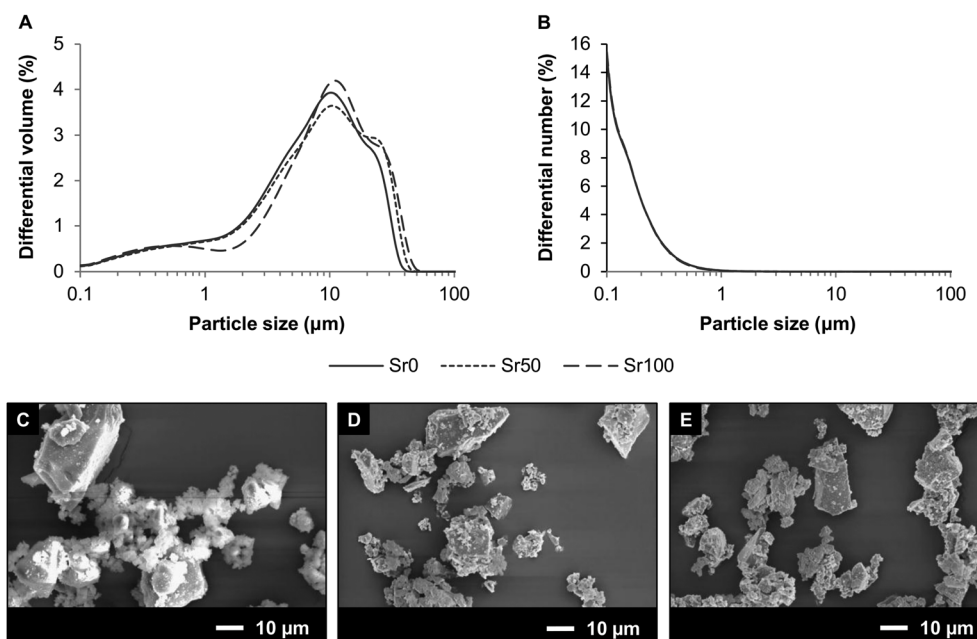 A
B
Differential volume (%)
5
4
3
2
1
0
0.1
1
10
100
Particle size (µm)
Differential number (%)
16
14
12
10
8
6
4
2
0
0.1
1
10
100
Particle size (µm)
Sr0
Sr50
Sr100
C
D
E
10 µm
10 µm
10 µm